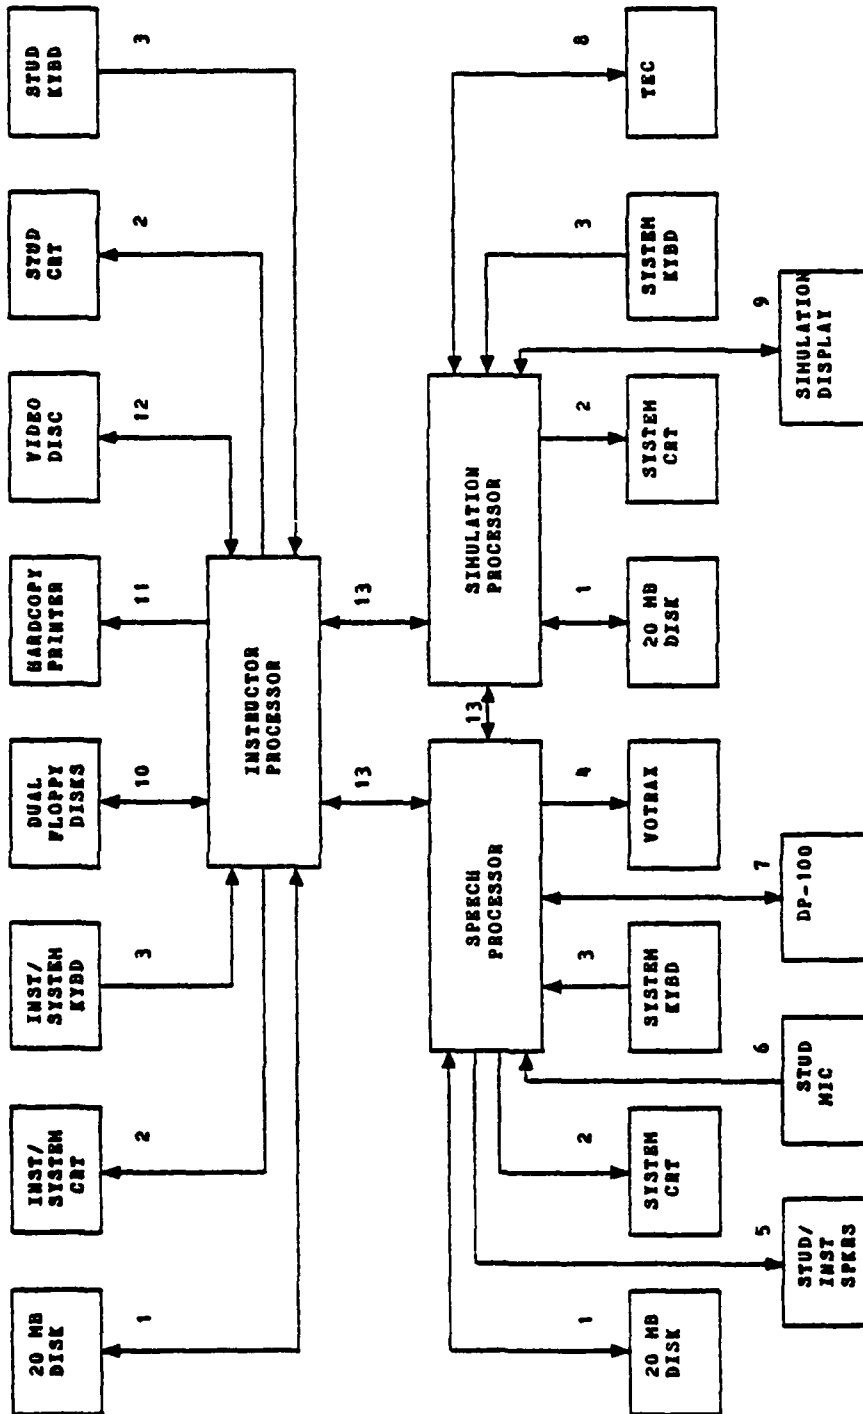 20 MB
DISK
INST/
SYSTEM
CRT
INST/
SYSTEM
KYBD
DUAL
FLOPPY
DISKS
HARDCOPY
PRINTER
VIDEO
DISC
STUD
CRT
STUD
KYBD
1
2
3
10
11
12
2
3
INSTRUCTOR
PROCESSOR
13
13
SPEECH
PROCESSOR
13
SIMULATION
PROCESSOR
1
5
2
6
3
7
4
1
2
9
3
8
20 MB
DISK
SYSTEM
CRT
SYSTEM
KYBD
VOTRAX
20 MB
DISK
SYSTEM
CRT
SYSTEM
KYBD
TEC
STUD/
INST
SPKRS
STUD
MIC
DP-100
SIMULATION
DISPLAY